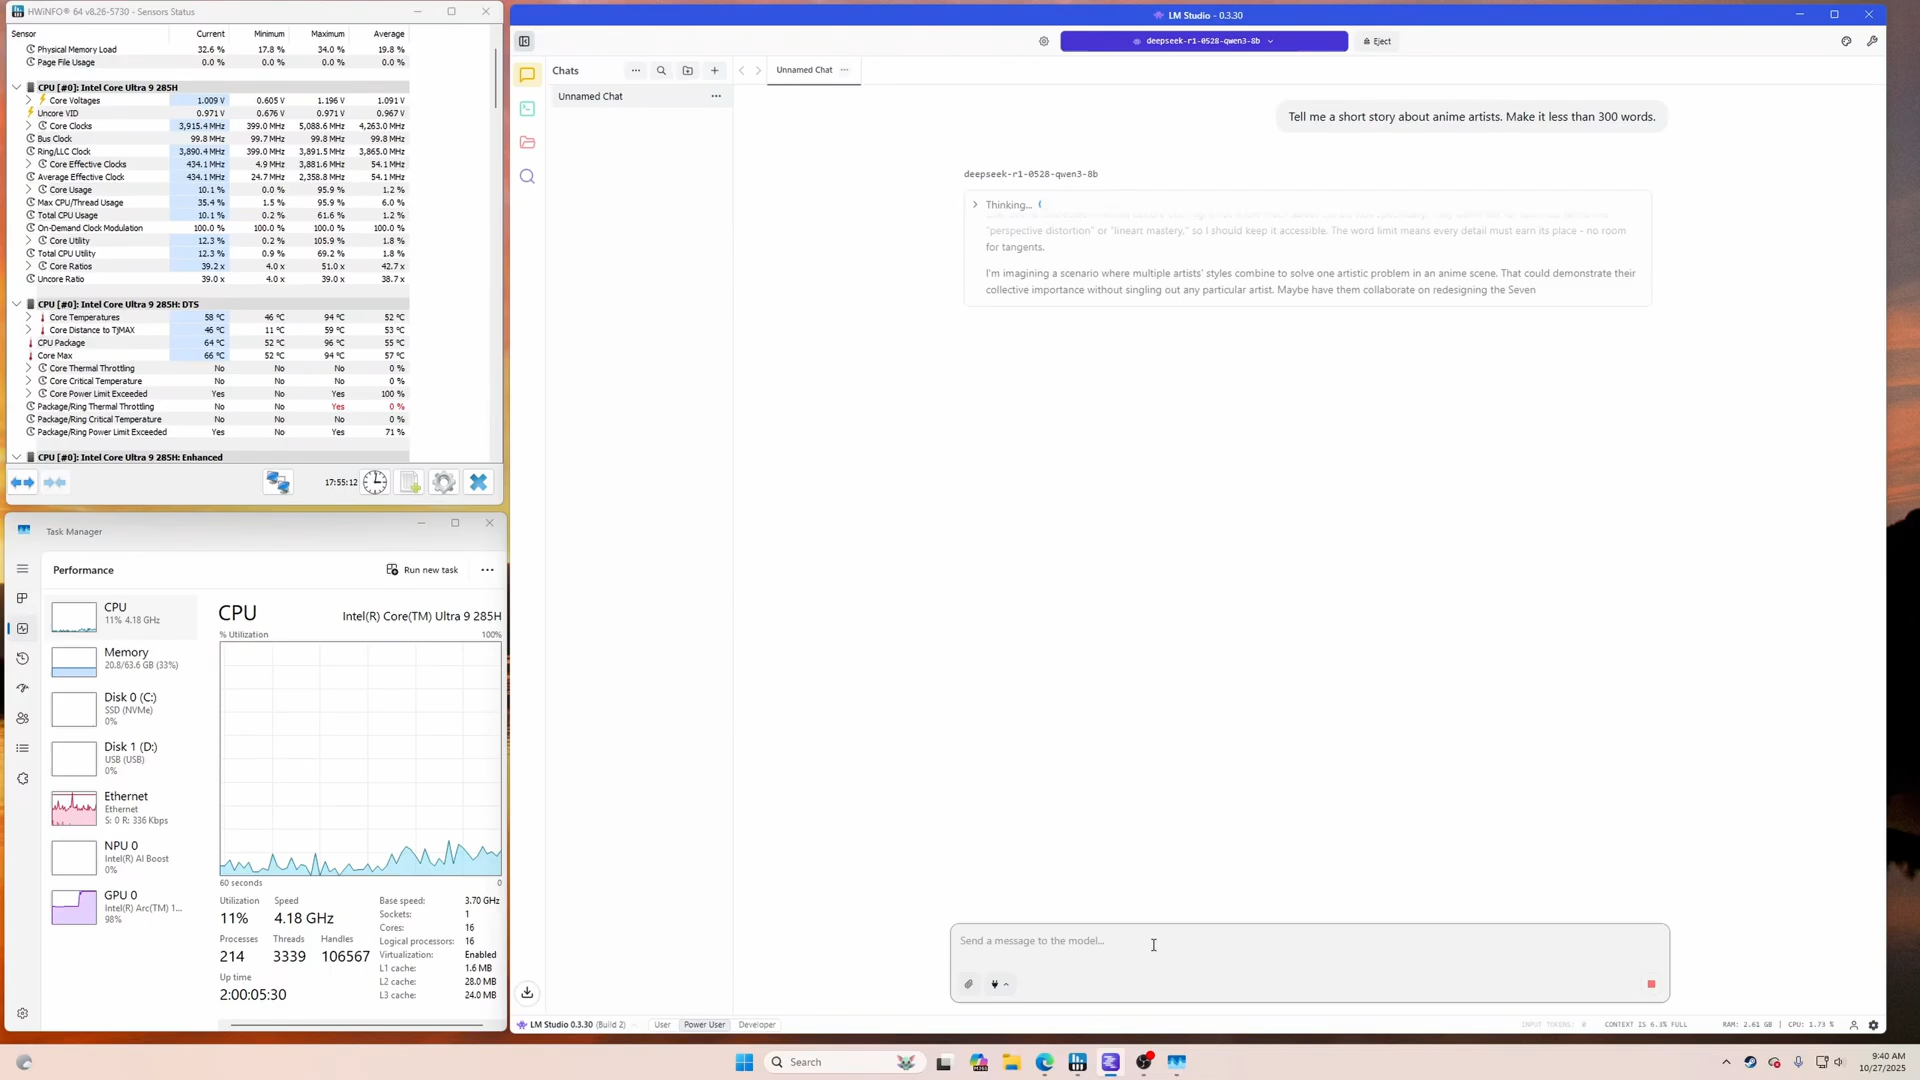 HWiNFO® 64 v8.26-5730 - Sensors Status
Sensor Current Minimum Maximum Average
Physical Memory Load 32.6 % 17.8 % 34.0 % 19.8 %
Page File Usage 0.0 % 0.0 % 0.0 % 0.0 %
CPU [#0]: Intel Core Ultra 9 285H
Core Voltages 1.009 V 0.605 V 1.196 V 1.091 V
Uncore VID 0.971 V 0.676 V 0.971 V 0.967 V
Core Clocks 3,915.4 MHz 399.0 MHz 5,088.6 MHz 4,263.0 MHz
Bus Clock 99.8 MHz 99.7 MHz 99.8 MHz 99.8 MHz
Ring/LLC Clock 3,890.4 MHz 399.0 MHz 3,891.5 MHz 3,865.0 MHz
Core Effective Clocks 434.1 MHz 4.9 MHz 3,881.6 MHz 54.1 MHz
Average Effective Clock 434.1 MHz 24.7 MHz 2,358.8 MHz 54.1 MHz
Core Usage 10.1 % 0.0 % 95.9 % 1.2 %
Max CPU/Thread Usage 35.4 % 1.5 % 95.9 % 6.0 %
Total CPU Usage 10.1 % 0.2 % 61.6 % 1.2 %
On-Demand Clock Modulation 100.0 % 100.0 % 100.0 % 100.0 %
Core Utility 12.3 % 0.2 % 105.9 % 1.8 %
Total CPU Utility 12.3 % 0.9 % 69.2 % 1.8 %
Core Ratios 39.2 x 4.0 x 51.0 x 42.7 x
Uncore Ratio 39.0 x 4.0 x 39.0 x 38.7 x
CPU [#0]: Intel Core Ultra 9 285H: DTS
Core Temperatures 58 °C 46 °C 94 °C 52 °C
Core Distance to TjMAX 46 °C 11 °C 59 °C 53 °C
CPU Package 64 °C 52 °C 96 °C 55 °C
Core Max 66 °C 52 °C 94 °C 57 °C
Core Thermal Throttling No No No 0 %
Core Critical Temperature No No No 0 %
Core Power Limit Exceeded Yes No Yes 100 %
Package/Ring Thermal Throttling No No Yes 0 %
Package/Ring Critical Temperature No No No 0 %
Package/Ring Power Limit Exceeded Yes No Yes 71 %
CPU [#0]: Intel Core Ultra 9 285H: Enhanced
17:55:12
Task Manager
Performance
Run new task
CPU
11% 4.18 GHz
Memory
20.8/63.6 GB (33%)
Disk 0 (C:)
SSD (NVMe)
0%
Disk 1 (D:)
USB (USB)
0%
Ethernet
Ethernet
S: 0 R: 336 Kbps
NPU 0
Intel(R) AI Boost
0%
GPU 0
Intel(R) Arc(TM) 1...
98%
CPU Intel(R) Core(TM) Ultra 9 285H
% Utilization 100%
60 seconds 0
Utilization Speed
11% 4.18 GHz
Processes Threads Handles
214 3339 106567
Up time
2:00:05:30
Base speed: 3.70 GHz
Sockets: 1
Cores: 16
Logical processors: 16
Virtualization: Enabled
L1 cache: 1.6 MB
L2 cache: 28.0 MB
L3 cache: 24.0 MB
LM Studio - 0.3.30
deepseek-r1-0528-qwen3-8b
Eject
Chats
Unnamed Chat
Unnamed Chat
Tell me a short story about anime artists. Make it less than 300 words.
deepseek-r1-0528-qwen3-8b
Thinking...
"perspective distortion" or "lineart mastery," so I should keep it accessible. The word limit means every detail must earn its place - no room
for tangents.
I'm imagining a scenario where multiple artists' styles combine to solve one artistic problem in an anime scene. That could demonstrate their
collective importance without singling out any particular artist. Maybe have them collaborate on redesigning the Seven
Send a message to the model...
LM Studio 0.3.30 (Build 2)
User
Power User
Developer
INPUT TOKENS: 0
CONTEXT IS 6.3% FULL
RAM: 2.61 GB | CPU: 1.73 %
Search
9:40 AM
10/27/2025